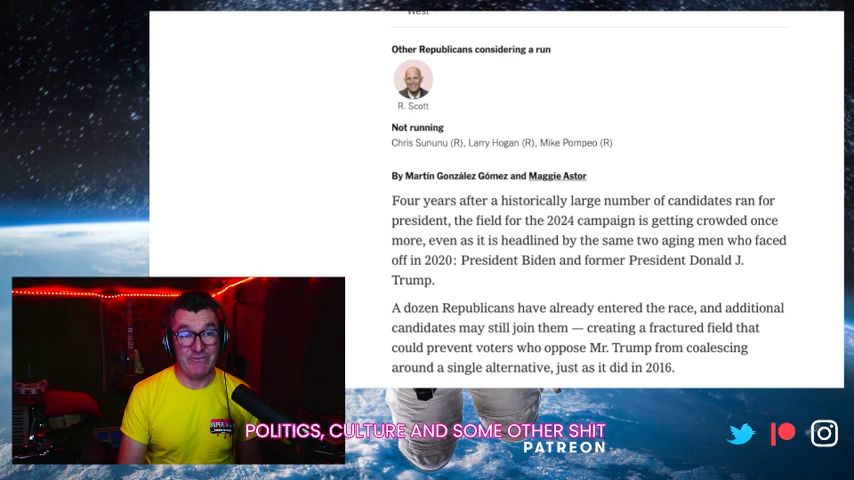 West
Other Republicans considering a run
R. Scott
Not running
Chris Sununu (R), Larry Hogan (R), Mike Pompeo (R)
By Martín González Gómez and Maggie Astor
Four years after a historically large number of candidates ran for
president, the field for the 2024 campaign is getting crowded once
more, even as it is headlined by the same two aging men who faced
off in 2020: President Biden and former President Donald J.
Trump.
A dozen Republicans have already entered the race, and additional
candidates may still join them — creating a fractured field that
could prevent voters who oppose Mr. Trump from coalescing
around a single alternative, just as it did in 2016.
POLITICS, CULTURE AND SOME OTHER SHIT
PATREON